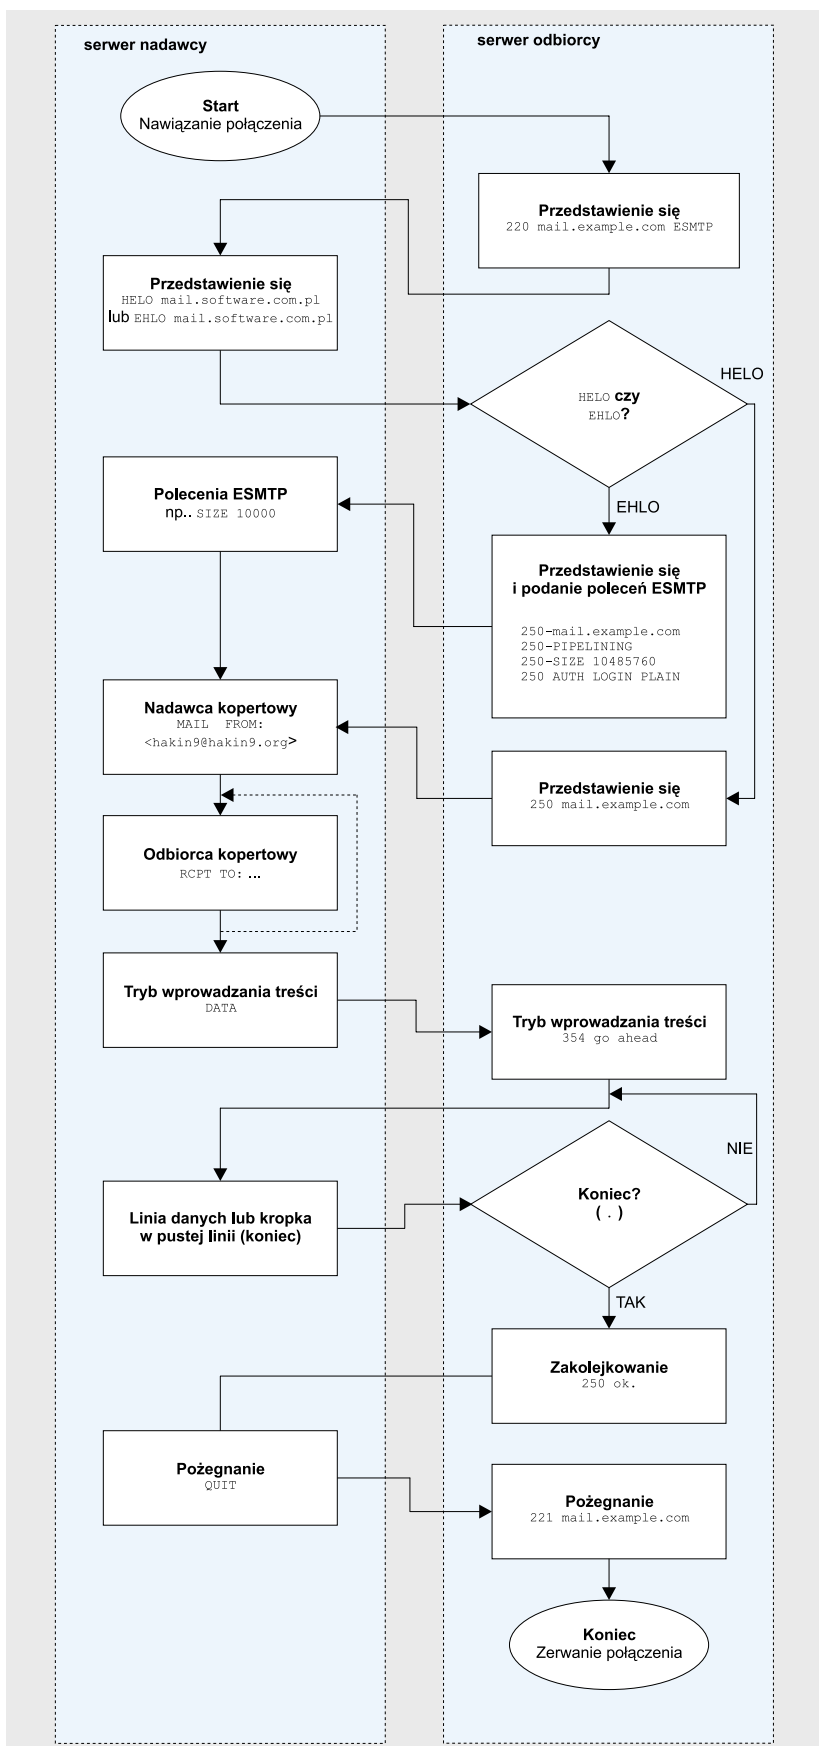 serwer nadawcy
serwer odbiorcy
Start
Nawiązanie połączenia
Przedstawienie się
220 mail.example.com ESMTP
Przedstawienie się
HELO mail.software.com.pl
lub EHLO mail.software.com.pl
HELO czy
EHLO?
HELO
EHLO
Polecenia ESMTP
np.. SIZE 10000
Przedstawienie się
i podanie poleceń ESMTP
250-mail.example.com
250-PIPELINING
250-SIZE 10485760
250 AUTH LOGIN PLAIN
Nadawca kopertowy
MAIL FROM:
<hakin9@hakin9.org>
Przedstawienie się
250 mail.example.com
Odbiorca kopertowy
RCPT TO: ...
Tryb wprowadzania treści
DATA
Tryb wprowadzania treści
354 go ahead
NIE
Linia danych lub kropka
w pustej linii (koniec)
Koniec?
( . )
TAK
Zakolejkowanie
250 ok.
Pożegnanie
QUIT
Pożegnanie
221 mail.example.com
Koniec
Zerwanie połączenia